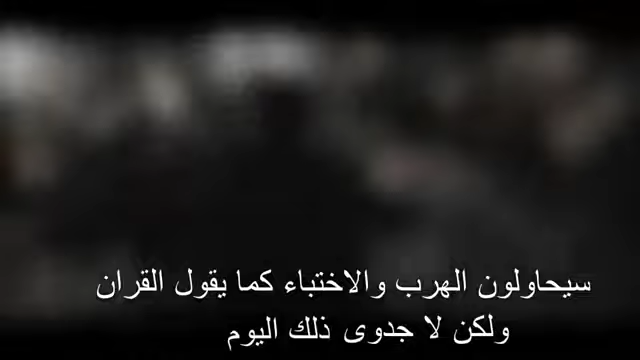 سيحاولون الهرب والاختباء كما يقول القران
ولكن لا جدوى ذلك اليوم